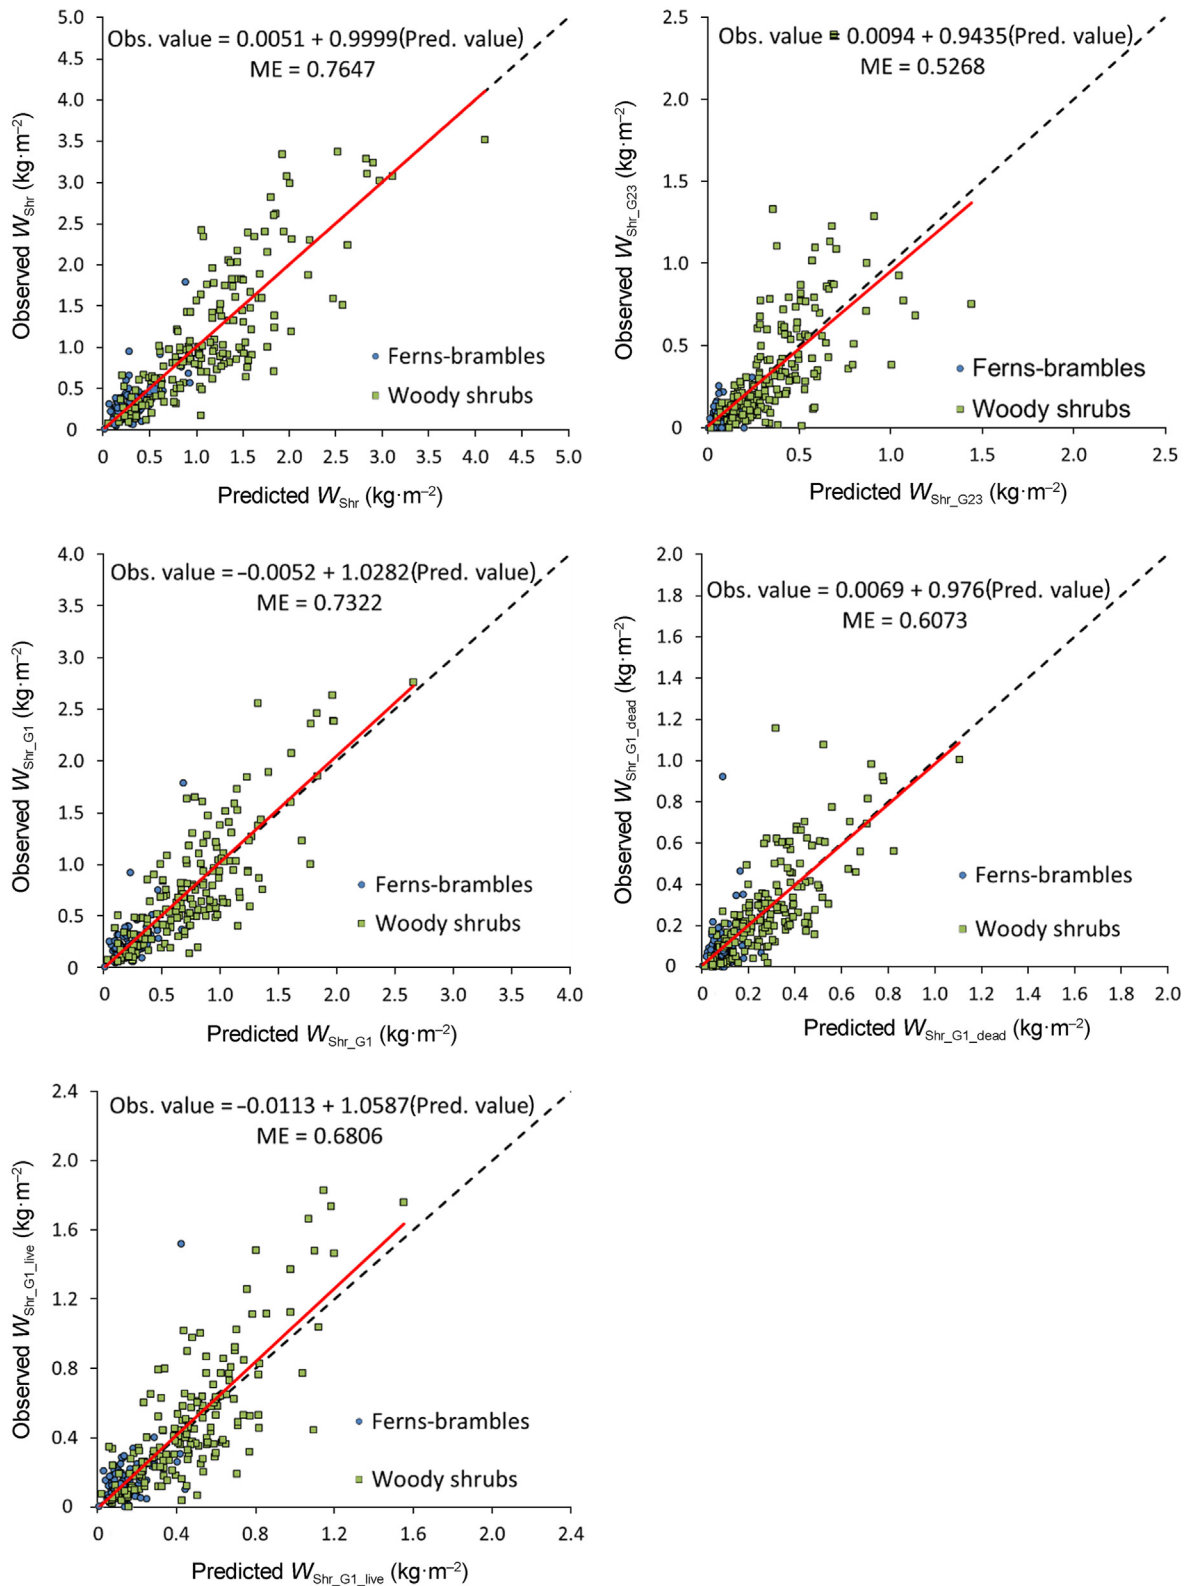 Obs. value = 0.0051 + 0.9999(Pred. value)
ME = 0.7647
Observed W_Shr (kg·m⁻²)
5.0
4.5
4.0
3.5
3.0
2.5
2.0
1.5
1.0
0.5
0
Ferns-brambles
Woody shrubs
0 0.5 1.0 1.5 2.0 2.5 3.0 3.5 4.0 4.5 5.0
Predicted W_Shr (kg·m⁻²)
Obs. value = 0.0094 + 0.9435(Pred. value)
ME = 0.5268
Observed W_Shr_G23 (kg·m⁻²)
2.5
2.0
1.5
1.0
0.5
0
Ferns-brambles
Woody shrubs
0 0.5 1.0 1.5 2.0 2.5
Predicted W_Shr_G23 (kg·m⁻²)
Obs. value = –0.0052 + 1.0282(Pred. value)
ME = 0.7322
Observed W_Shr_G1 (kg·m⁻²)
4.0
3.5
3.0
2.5
2.0
1.5
1.0
0.5
0
Ferns-brambles
Woody shrubs
0 0.5 1.0 1.5 2.0 2.5 3.0 3.5 4.0
Predicted W_Shr_G1 (kg·m⁻²)
Obs. value = 0.0069 + 0.976(Pred. value)
ME = 0.6073
Observed W_Shr_G1_dead (kg·m⁻²)
2.0
1.8
1.6
1.4
1.2
1.0
0.8
0.6
0.4
0.2
0
Ferns-brambles
Woody shrubs
0 0.2 0.4 0.6 0.8 1.0 1.2 1.4 1.6 1.8 2.0
Predicted W_Shr_G1_dead (kg·m⁻²)
Obs. value = –0.0113 + 1.0587(Pred. value)
ME = 0.6806
Observed W_Shr_G1_live (kg·m⁻²)
2.4
2.0
1.6
1.2
0.8
0.4
0
Ferns-brambles
Woody shrubs
0 0.4 0.8 1.2 1.6 2.0 2.4
Predicted W_Shr_G1_live (kg·m⁻²)